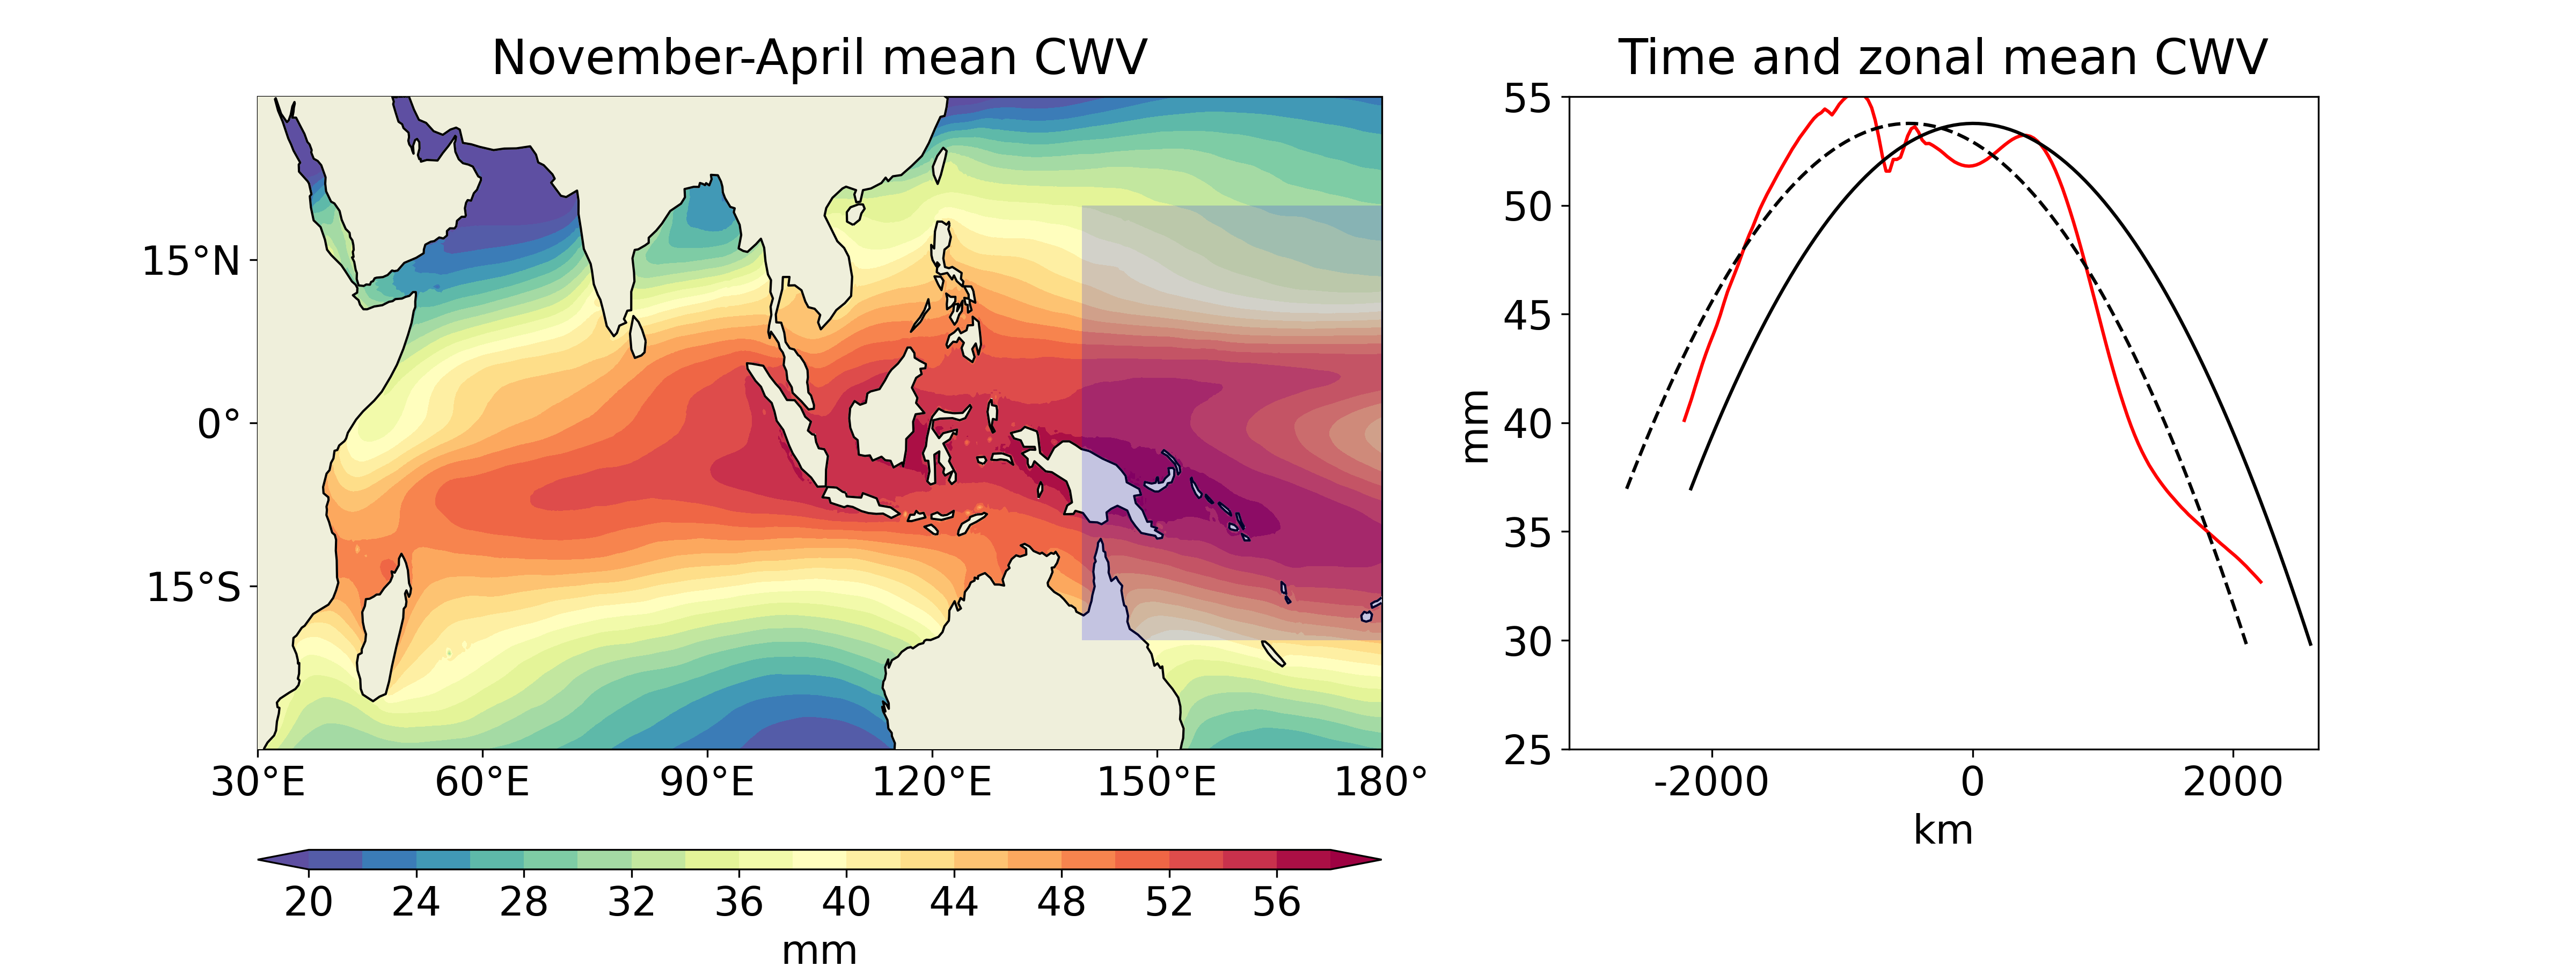 November-April mean CWV
15°N
0°
15°S
30°E 60°E 90°E 120°E 150°E 180°
20 24 28 32 36 40 44 48 52 56
mm
Time and zonal mean CWV
55
50
45
40
35
30
25
mm
-2000 0 2000
km